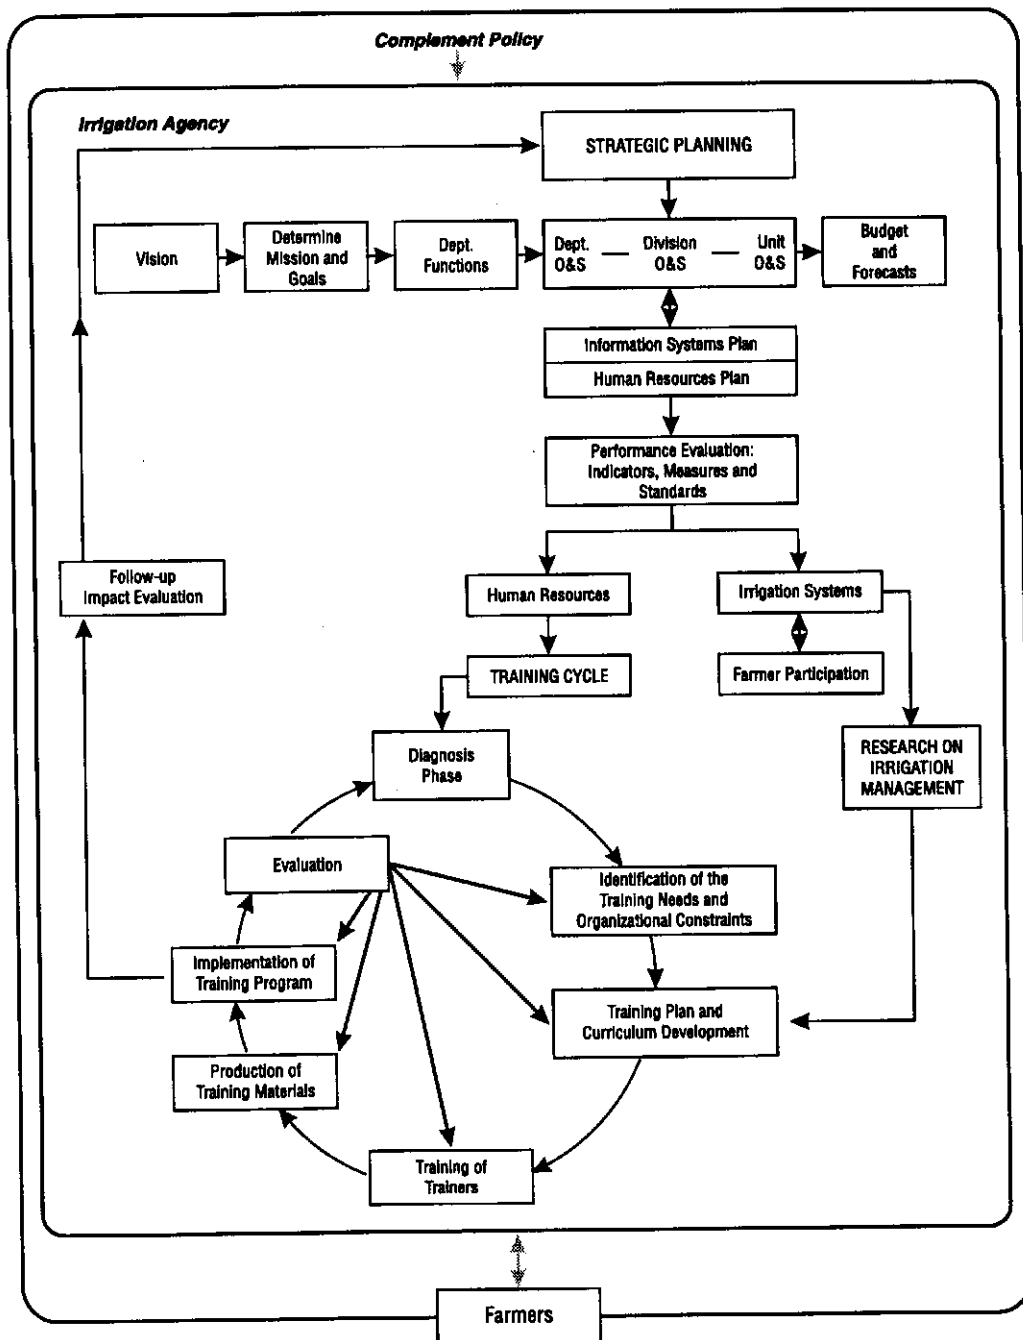 Complement Policy
Irrigation Agency
STRATEGIC PLANNING
Vision
Determine
Mission and
Goals
Dept.
Functions
Dept. — Division — Unit
O&S O&S O&S
Budget
and
Forecasts
Information Systems Plan
Human Resources Plan
Performance Evaluation:
Indicators, Measures and
Standards
Follow-up
Impact Evaluation
Human Resources
Irrigation Systems
TRAINING CYCLE
Farmer Participation
Diagnosis
Phase
RESEARCH ON
IRRIGATION
MANAGEMENT
Evaluation
Identification of the
Training Needs and
Organizational Constraints
Implementation of
Training Program
Training Plan and
Curriculum Development
Production of
Training Materials
Training of
Trainers
Farmers